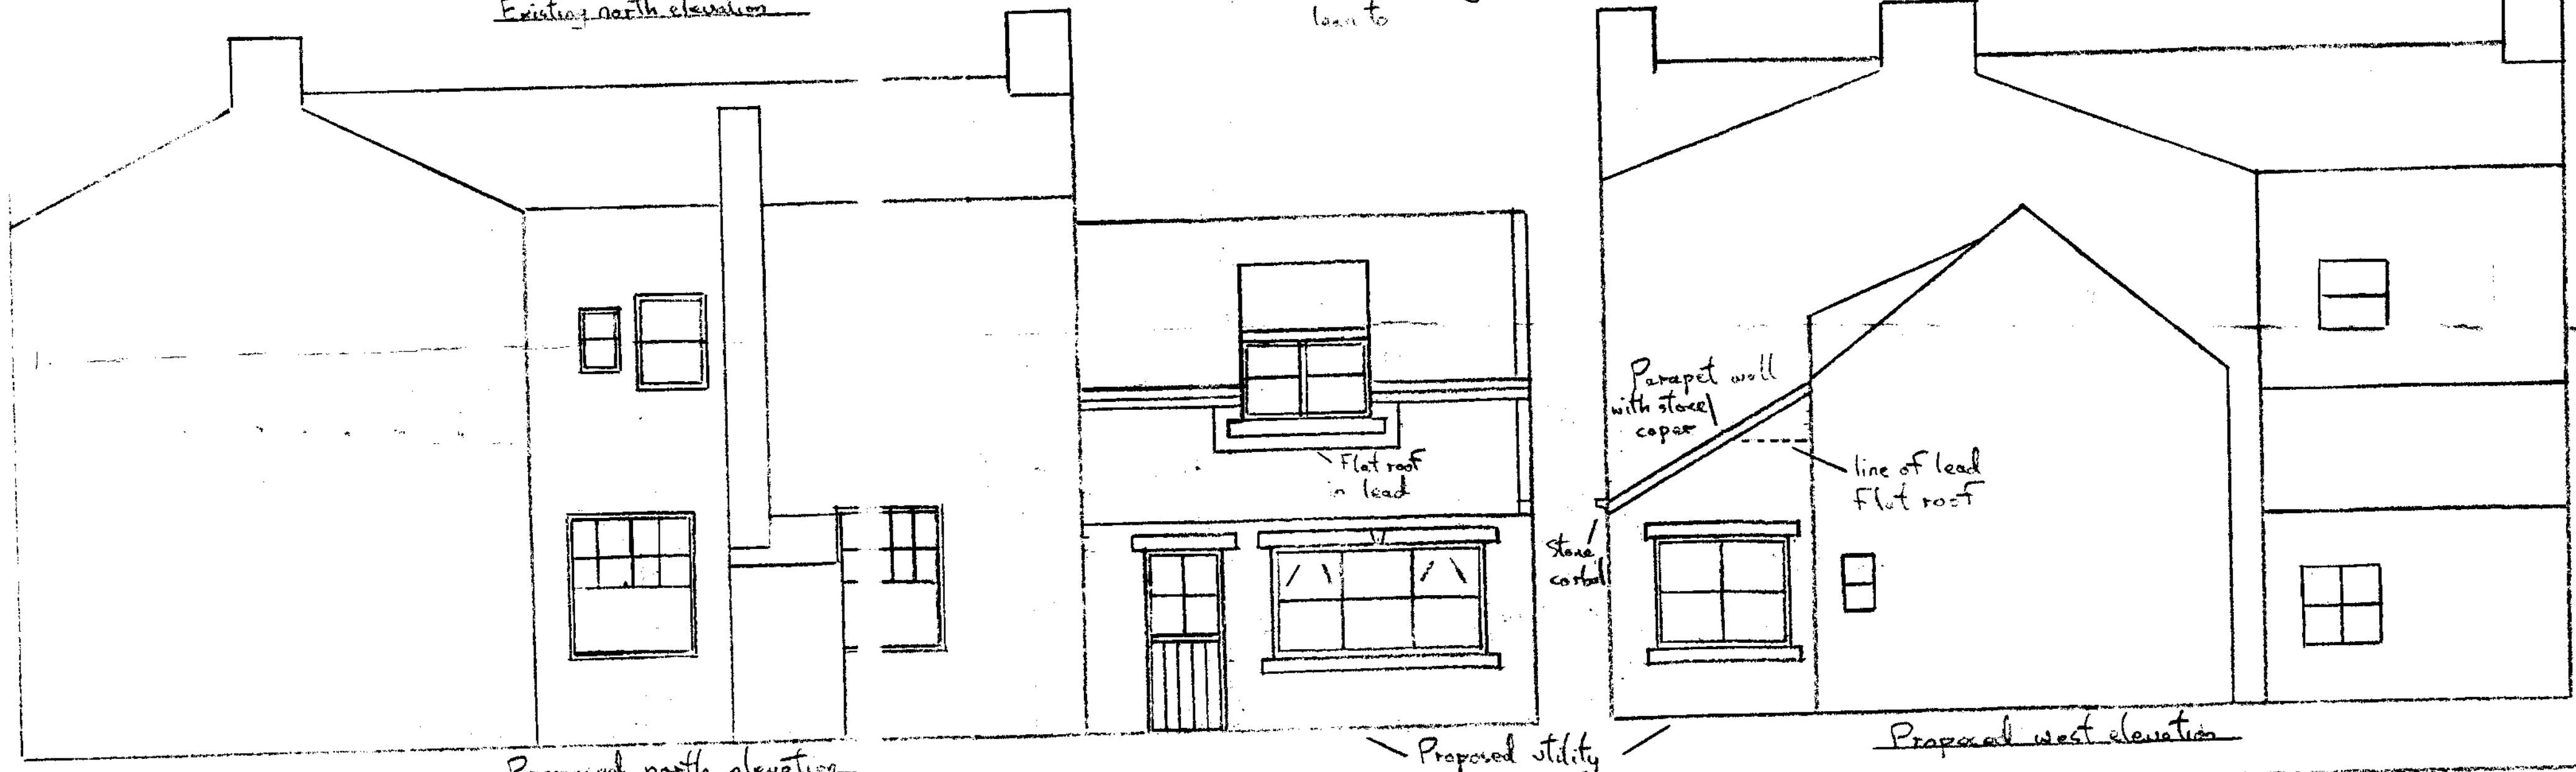 Existing north elevation
lean to
Parapet wall
with stone
coper
Flat roof
in lead
line of lead
Flat roof
Stone
corbal
Proposed north elevation
Proposed utility
Proposed west elevation